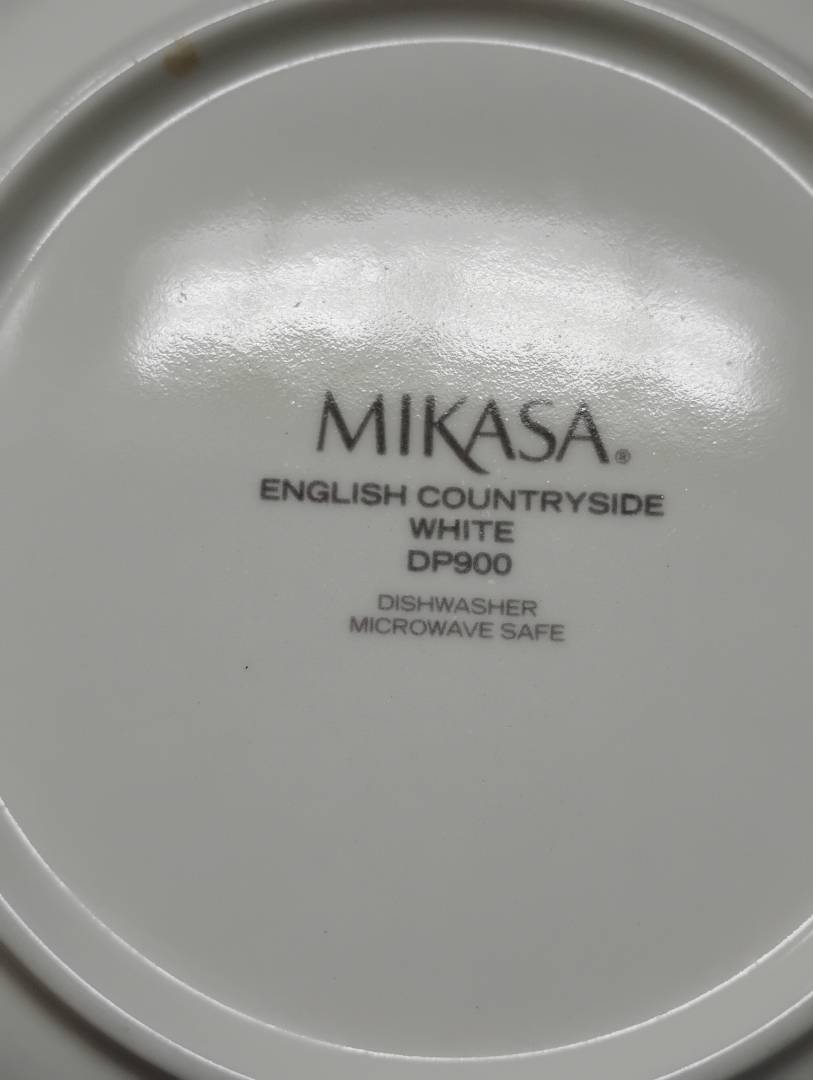 MIKASA®
ENGLISH COUNTRYSIDE
WHITE
DP900
DISHWASHER
MICROWAVE SAFE